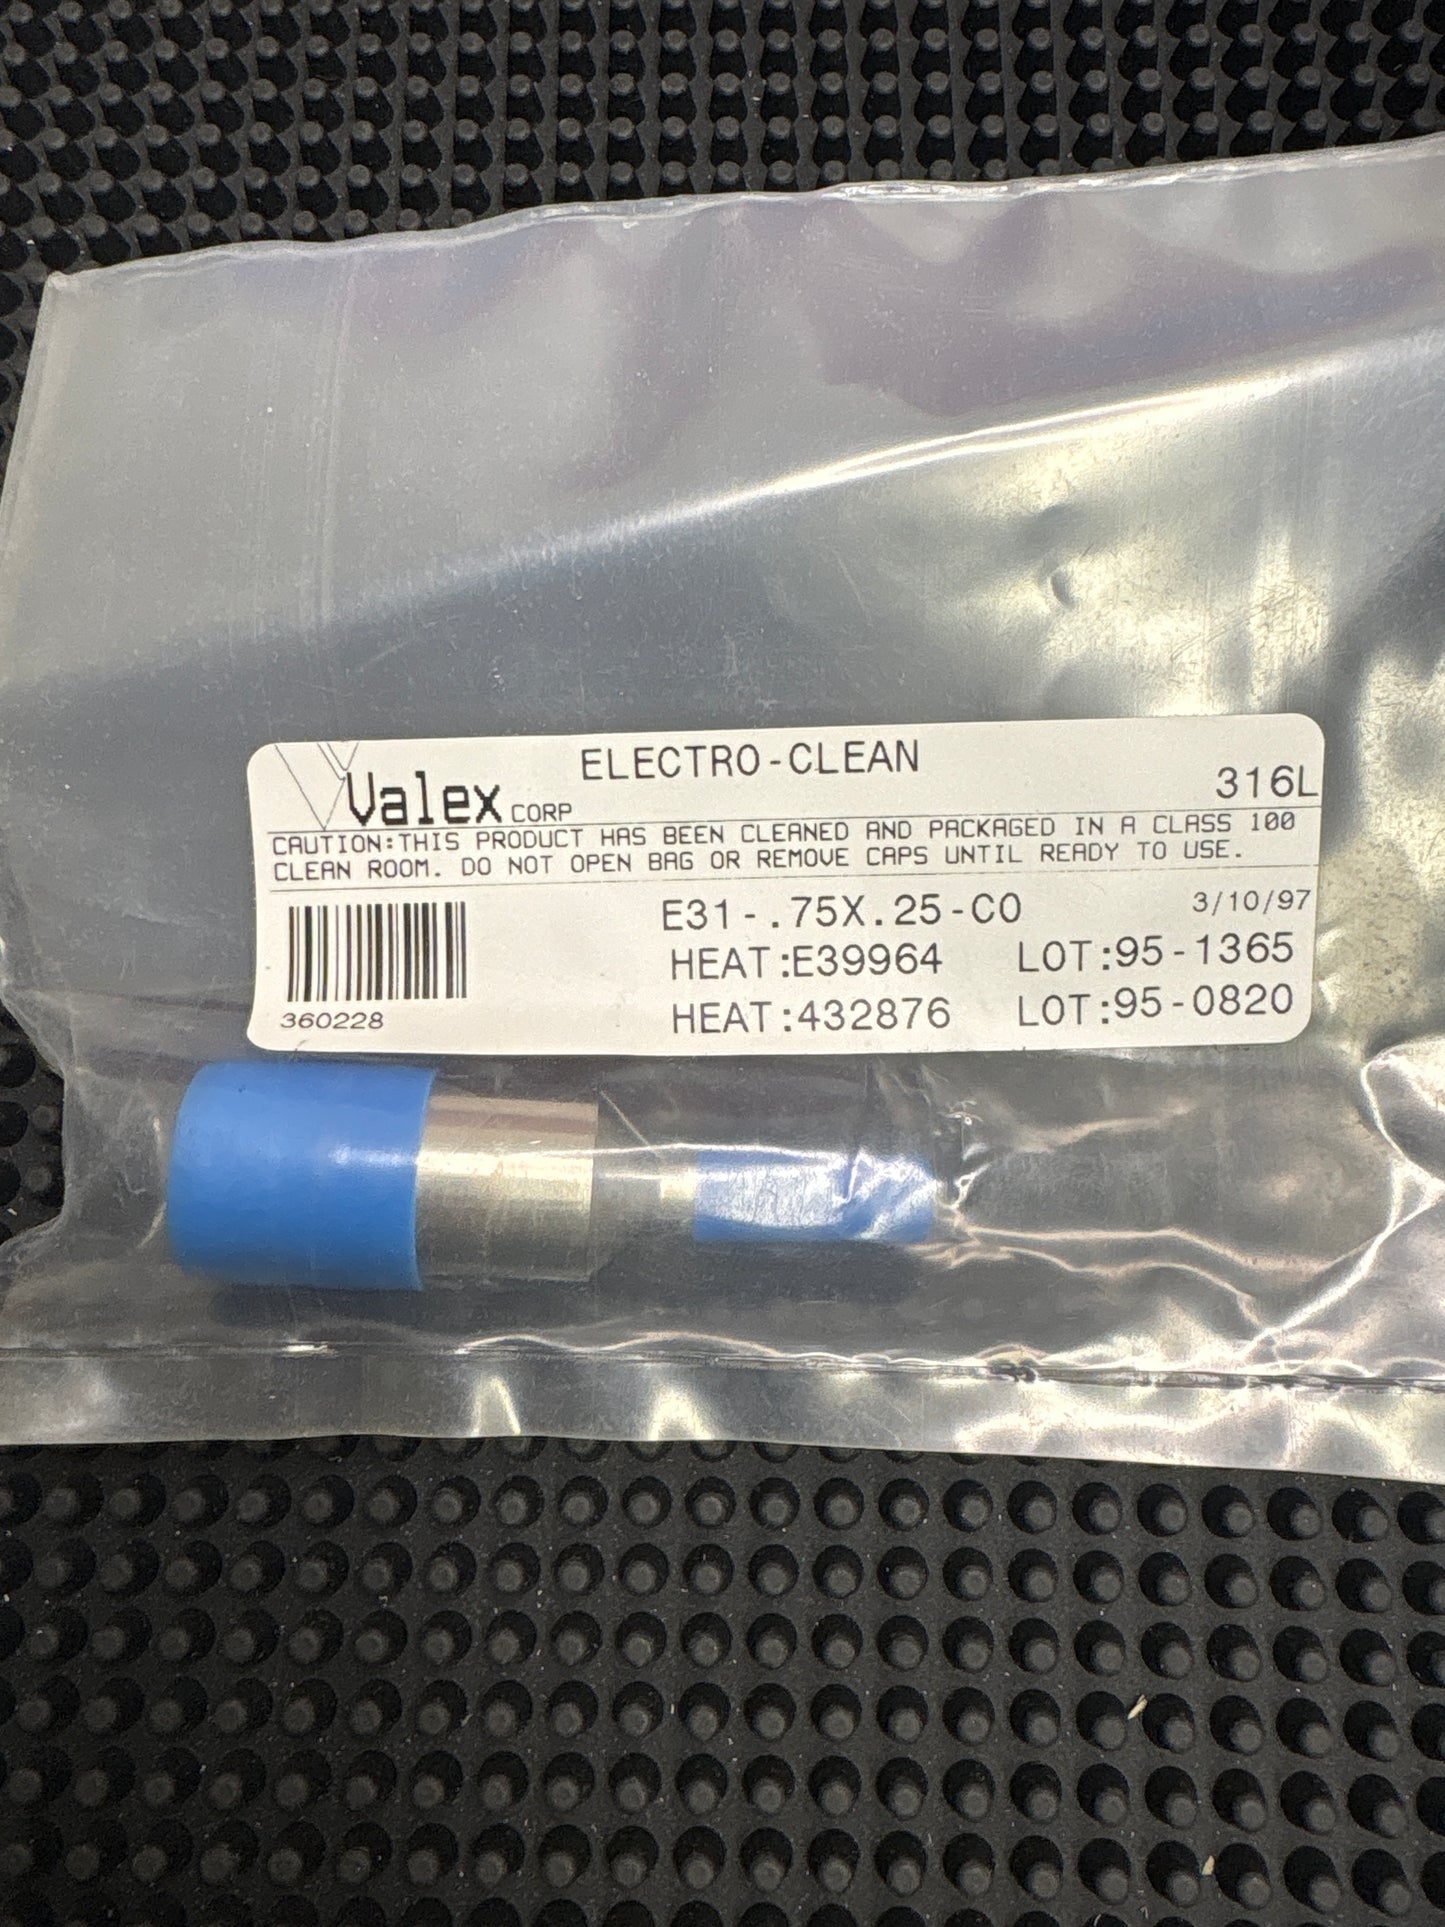 ELECTRO-CLEAN
Valex CORP
316L
CAUTION:THIS PRODUCT HAS BEEN CLEANED AND PACKAGED IN A CLASS 100
CLEAN ROOM. DO NOT OPEN BAG OR REMOVE CAPS UNTIL READY TO USE.
E31-.75X.25-CO
3/10/97
HEAT:E39964 LOT:95-1365
HEAT:432876 LOT:95-0820
360228